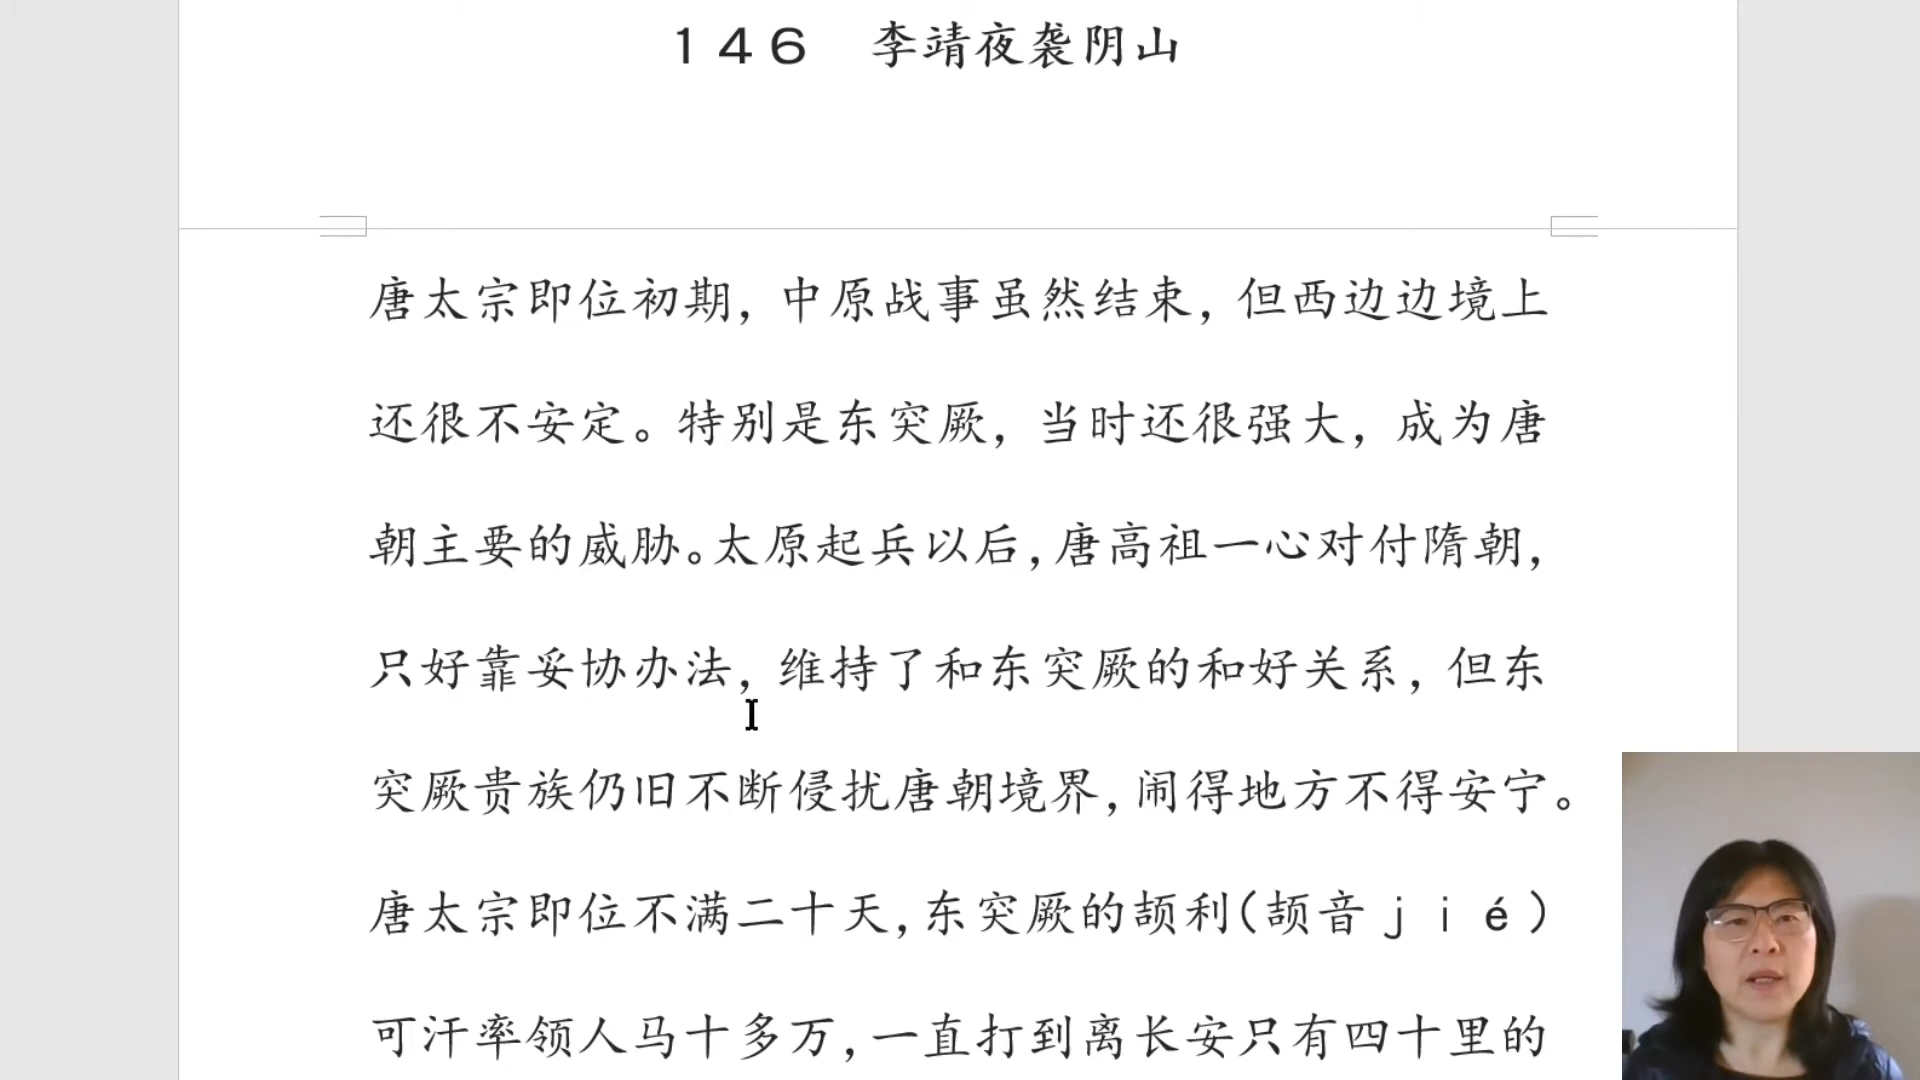 146 李靖夜袭阴山
唐太宗即位初期，中原战事虽然结束，但西边边境上
还很不安定。特别是东突厥，当时还很强大，成为唐
朝主要的威胁。太原起兵以后，唐高祖一心对付隋朝，
只好靠妥协办法，维持了和东突厥的和好关系，但东
突厥贵族仍旧不断侵扰唐朝境界，闹得地方不得安宁。
唐太宗即位不满二十天，东突厥的颉利（颉音jié）
可汗率领人马十多万，一直打到离长安只有四十里的